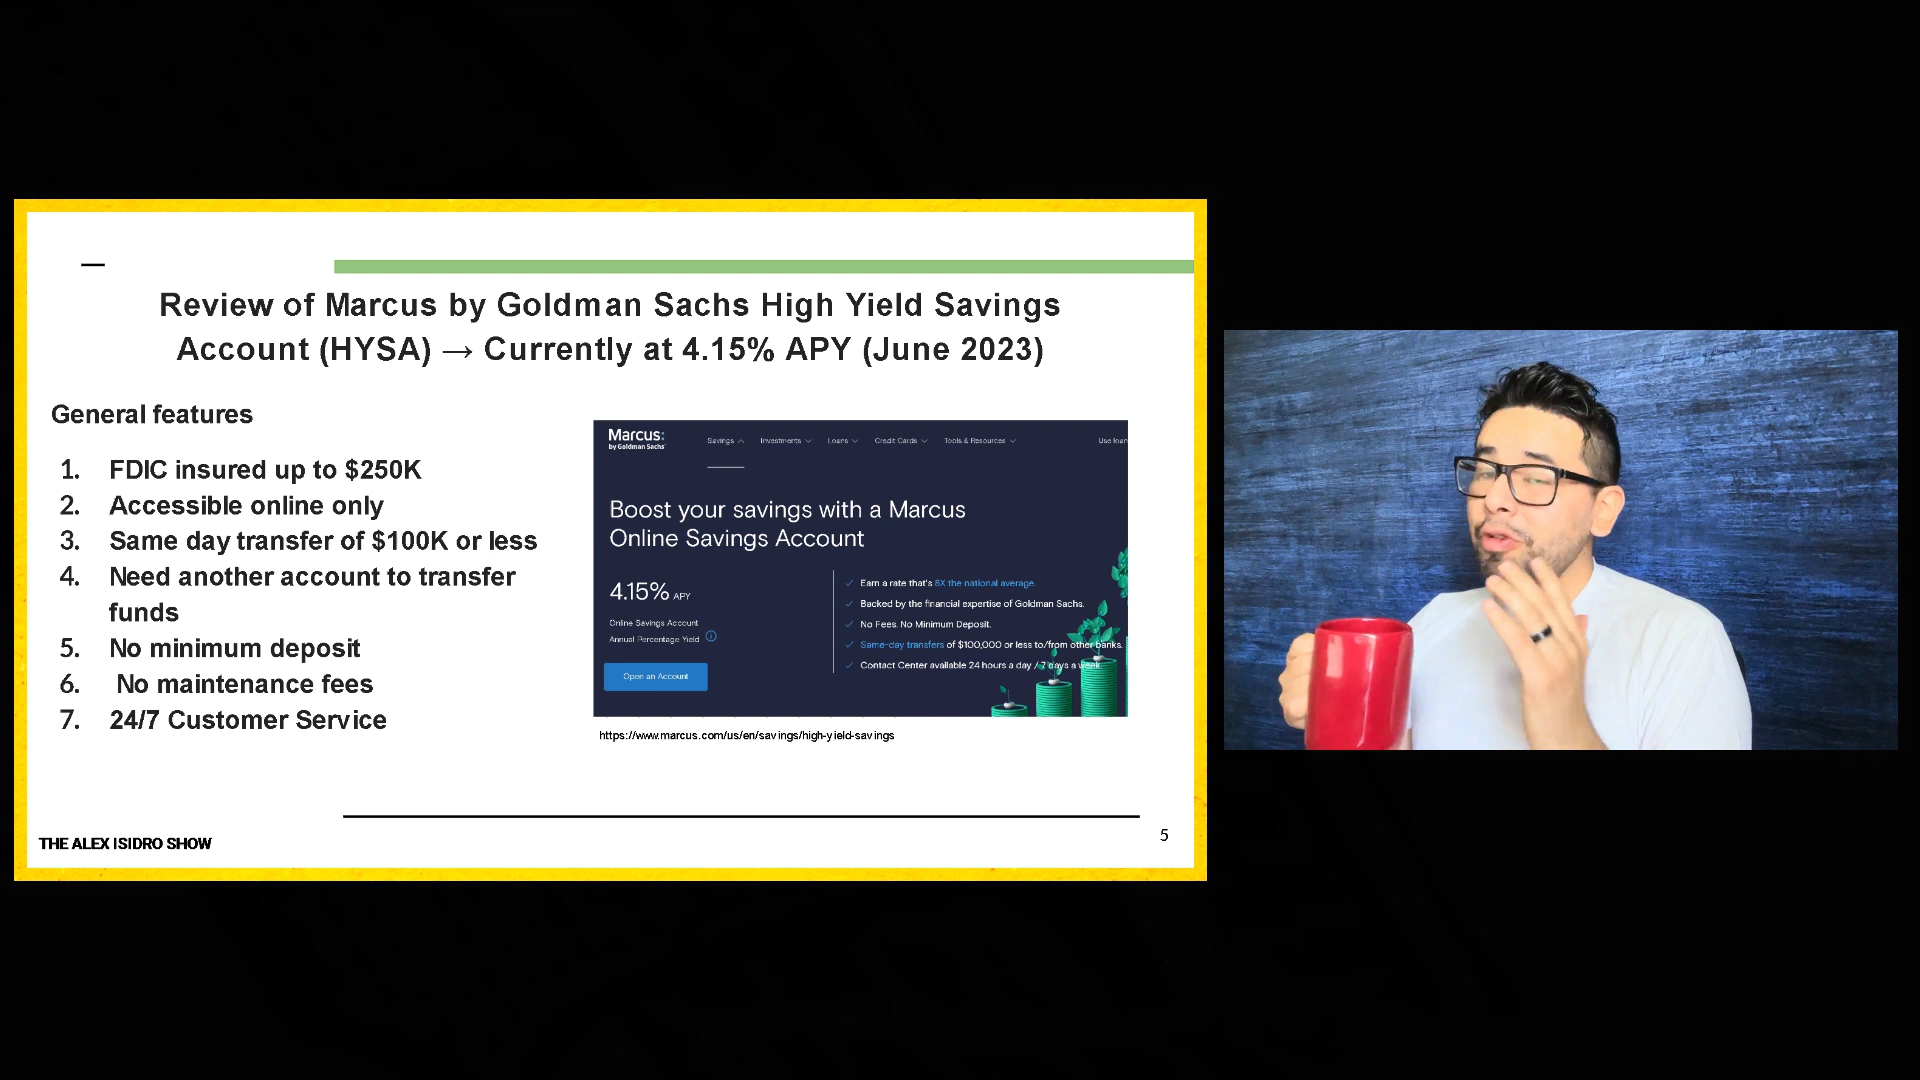 Review of Marcus by Goldman Sachs High Yield Savings
Account (HYSA) → Currently at 4.15% APY (June 2023)
General features
1. FDIC insured up to $250K
2. Accessible online only
3. Same day transfer of $100K or less
4. Need another account to transfer
funds
5. No minimum deposit
6. No maintenance fees
7. 24/7 Customer Service
Marcus:
by Goldman Sachs
Savings Investments Loans Credit Cards Tools & Resources Use loan
Boost your savings with a Marcus
Online Savings Account
4.15% APY
Online Savings Account
Annual Percentage Yield
Open an Account
Earn a rate that's 8X the national average.
Backed by the financial expertise of Goldman Sachs.
No Fees. No Minimum Deposit.
Same-day transfers of $100,000 or less to/from other banks.
Contact Center available 24 hours a day / 7 days a week
https://www.marcus.com/us/en/savings/high-yield-savings
THE ALEX ISIDRO SHOW
5